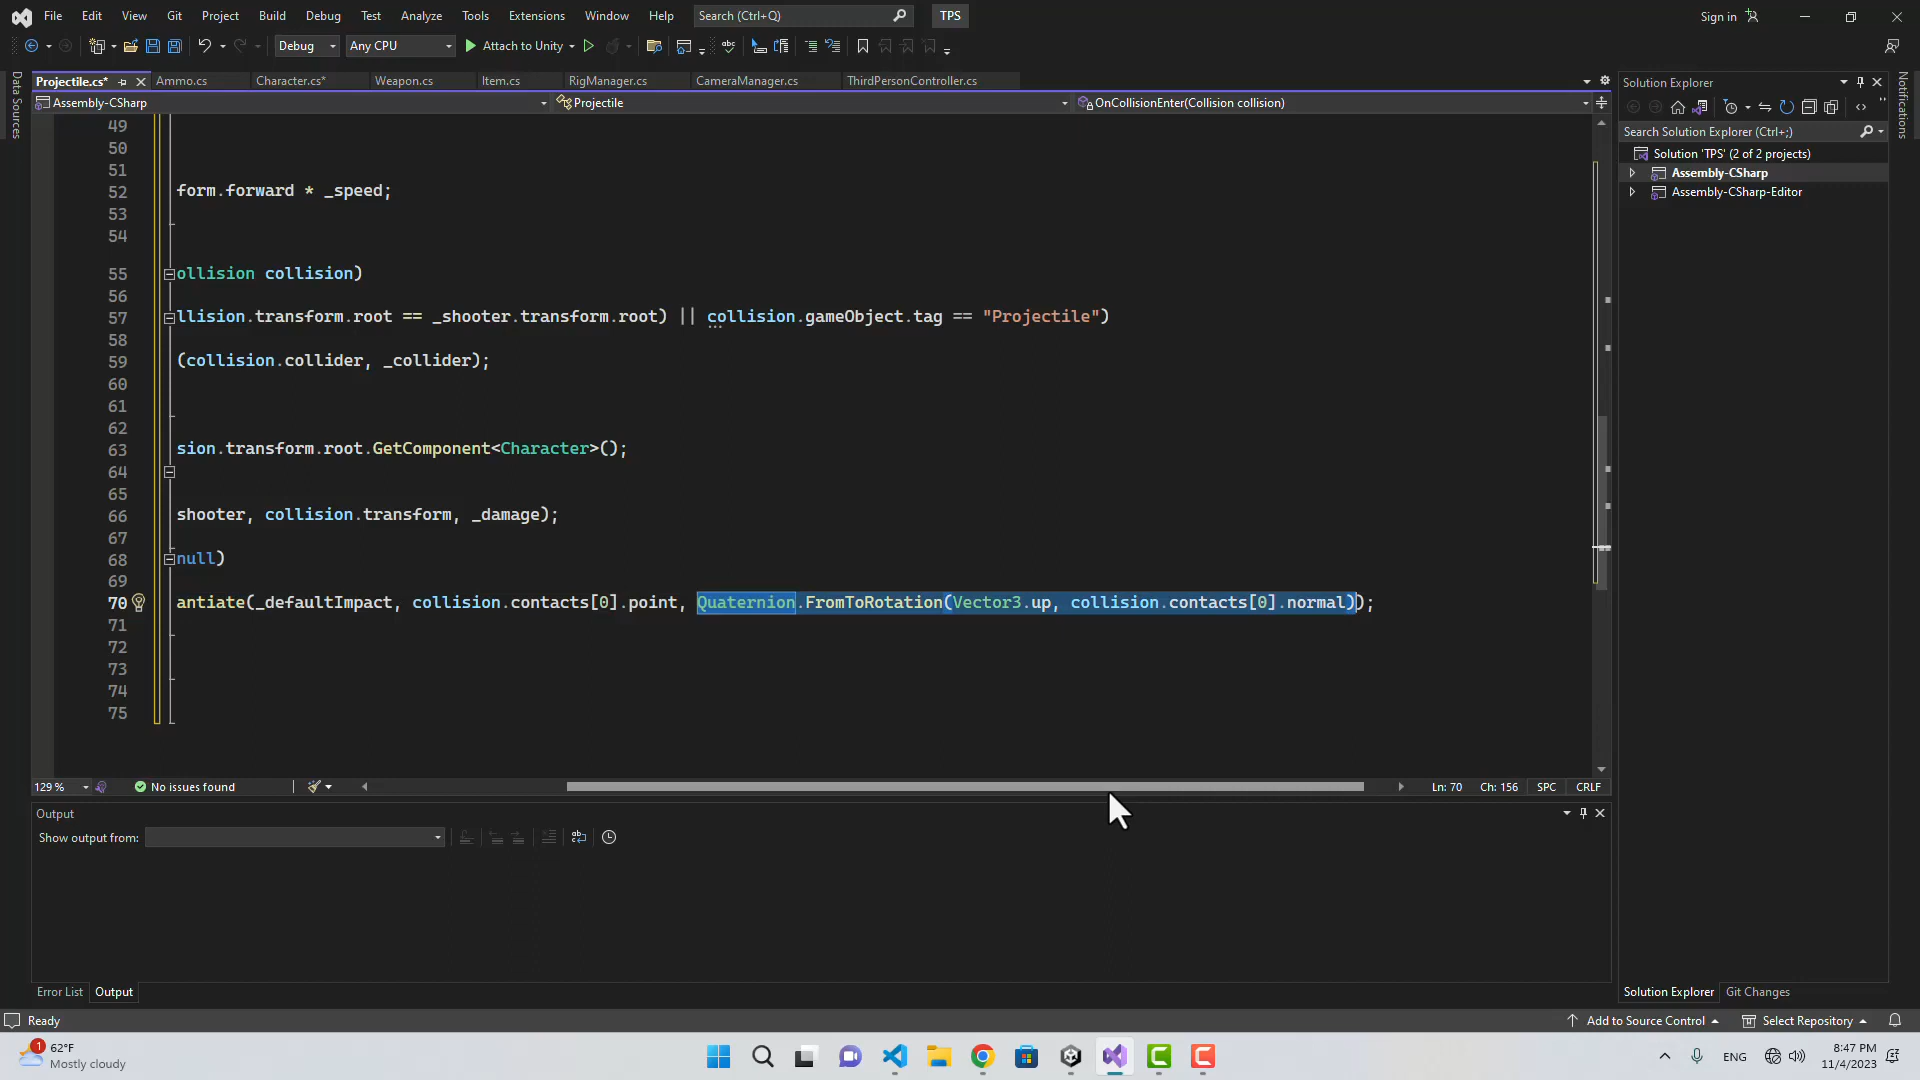 File Edit View Git Project Build Debug Test Analyze Tools Extensions Window Help Search (Ctrl+Q) TPS Sign in
Debug Any CPU Attach to Unity
Projectile.cs* Ammo.cs Character.cs* Weapon.cs Item.cs RigManager.cs CameraManager.cs ThirdPersonController.cs
Assembly-CSharp Projectile OnCollisionEnter(Collision collision)
Data Sources
Notifications
49
50
51
52 form.forward * _speed;
53
54
55 ollision collision)
56
57 llision.transform.root == _shooter.transform.root) || collision.gameObject.tag == "Projectile")
58
59 (collision.collider, _collider);
60
61
62
63 sion.transform.root.GetComponent<Character>();
64
65
66 shooter, collision.transform, _damage);
67
68 null)
69
70 antiate(_defaultImpact, collision.contacts[0].point, Quaternion.FromToRotation(Vector3.up, collision.contacts[0].normal));
71
72
73
74
75
129 % No issues found Ln: 70 Ch: 156 SPC CRLF
Output
Show output from:
Error List Output
Solution Explorer
Search Solution Explorer (Ctrl+;)
Solution 'TPS' (2 of 2 projects)
Assembly-CSharp
Assembly-CSharp-Editor
Solution Explorer Git Changes
Ready Add to Source Control Select Repository
1 62°F
Mostly cloudy
ENG
8:47 PM
11/4/2023